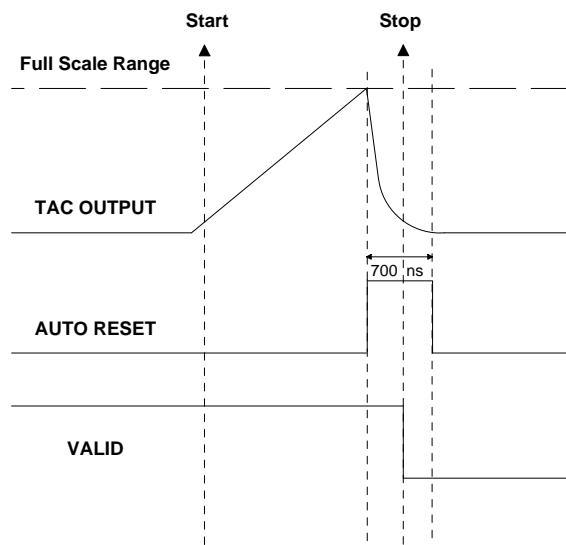 Start
Stop
Full Scale Range
TAC OUTPUT
700 ns
AUTO RESET
VALID